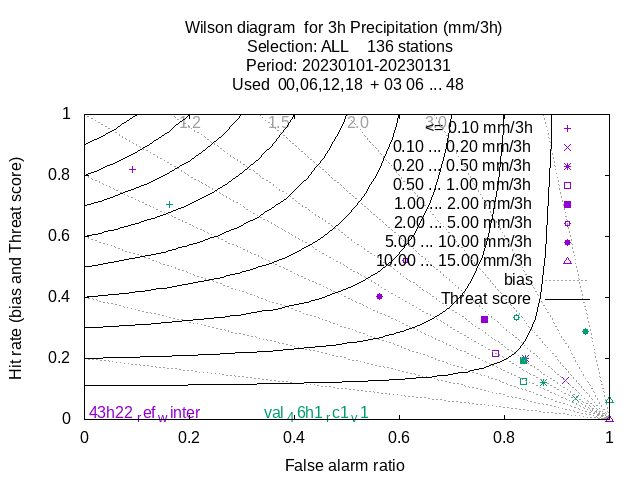 Wilson diagram  for 3h Precipitation (mm/3h)
Selection: ALL    136 stations
Period: 20230101-20230131
Used  00,06,12,18  + 03 06 ... 48
1.2 1.5 2.0 3.0
<= 0.10 mm/3h
0.10 ... 0.20 mm/3h
0.20 ... 0.50 mm/3h
0.50 ... 1.00 mm/3h
1.00 ... 2.00 mm/3h
2.00 ... 5.00 mm/3h
5.00 ... 10.00 mm/3h
10.00 ... 15.00 mm/3h
bias
Threat score
Hit rate (bias and Threat score)
1
0.8
0.6
0.4
0.2
0
43h22refwinter val46h1rc1v1
0 0.2 0.4 0.6 0.8 1
False alarm ratio